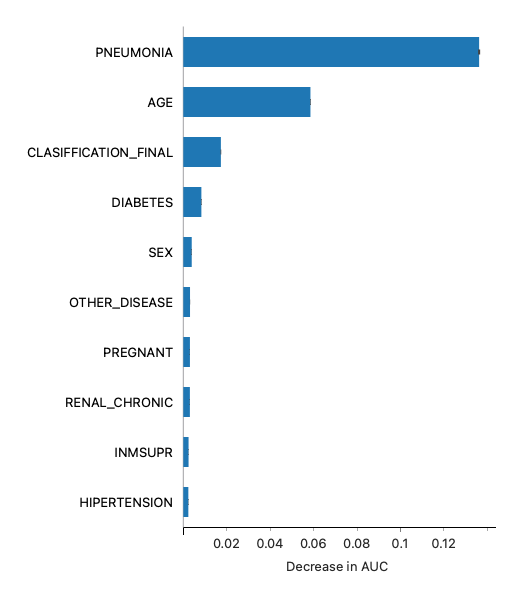 PNEUMONIA
AGE
CLASIFFICATION_FINAL
DIABETES
SEX
OTHER_DISEASE
PREGNANT
RENAL_CHRONIC
INMSUPR
HIPERTENSION
0.02 0.04 0.06 0.08 0.1 0.12
Decrease in AUC